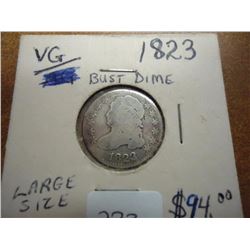 VG 1823
BUST DIME
1823
LARGE
SIZE
$94.00